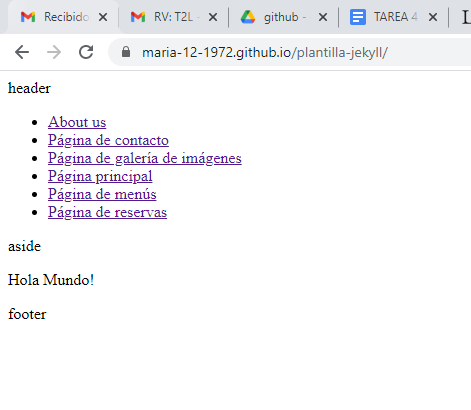 Recibido
RV: T2L -
github -
TAREA 4
maria-12-1972.github.io/plantilla-jekyll/
header
About us
Página de contacto
Página de galería de imágenes
Página principal
Página de menús
Página de reservas
aside
Hola Mundo!
footer